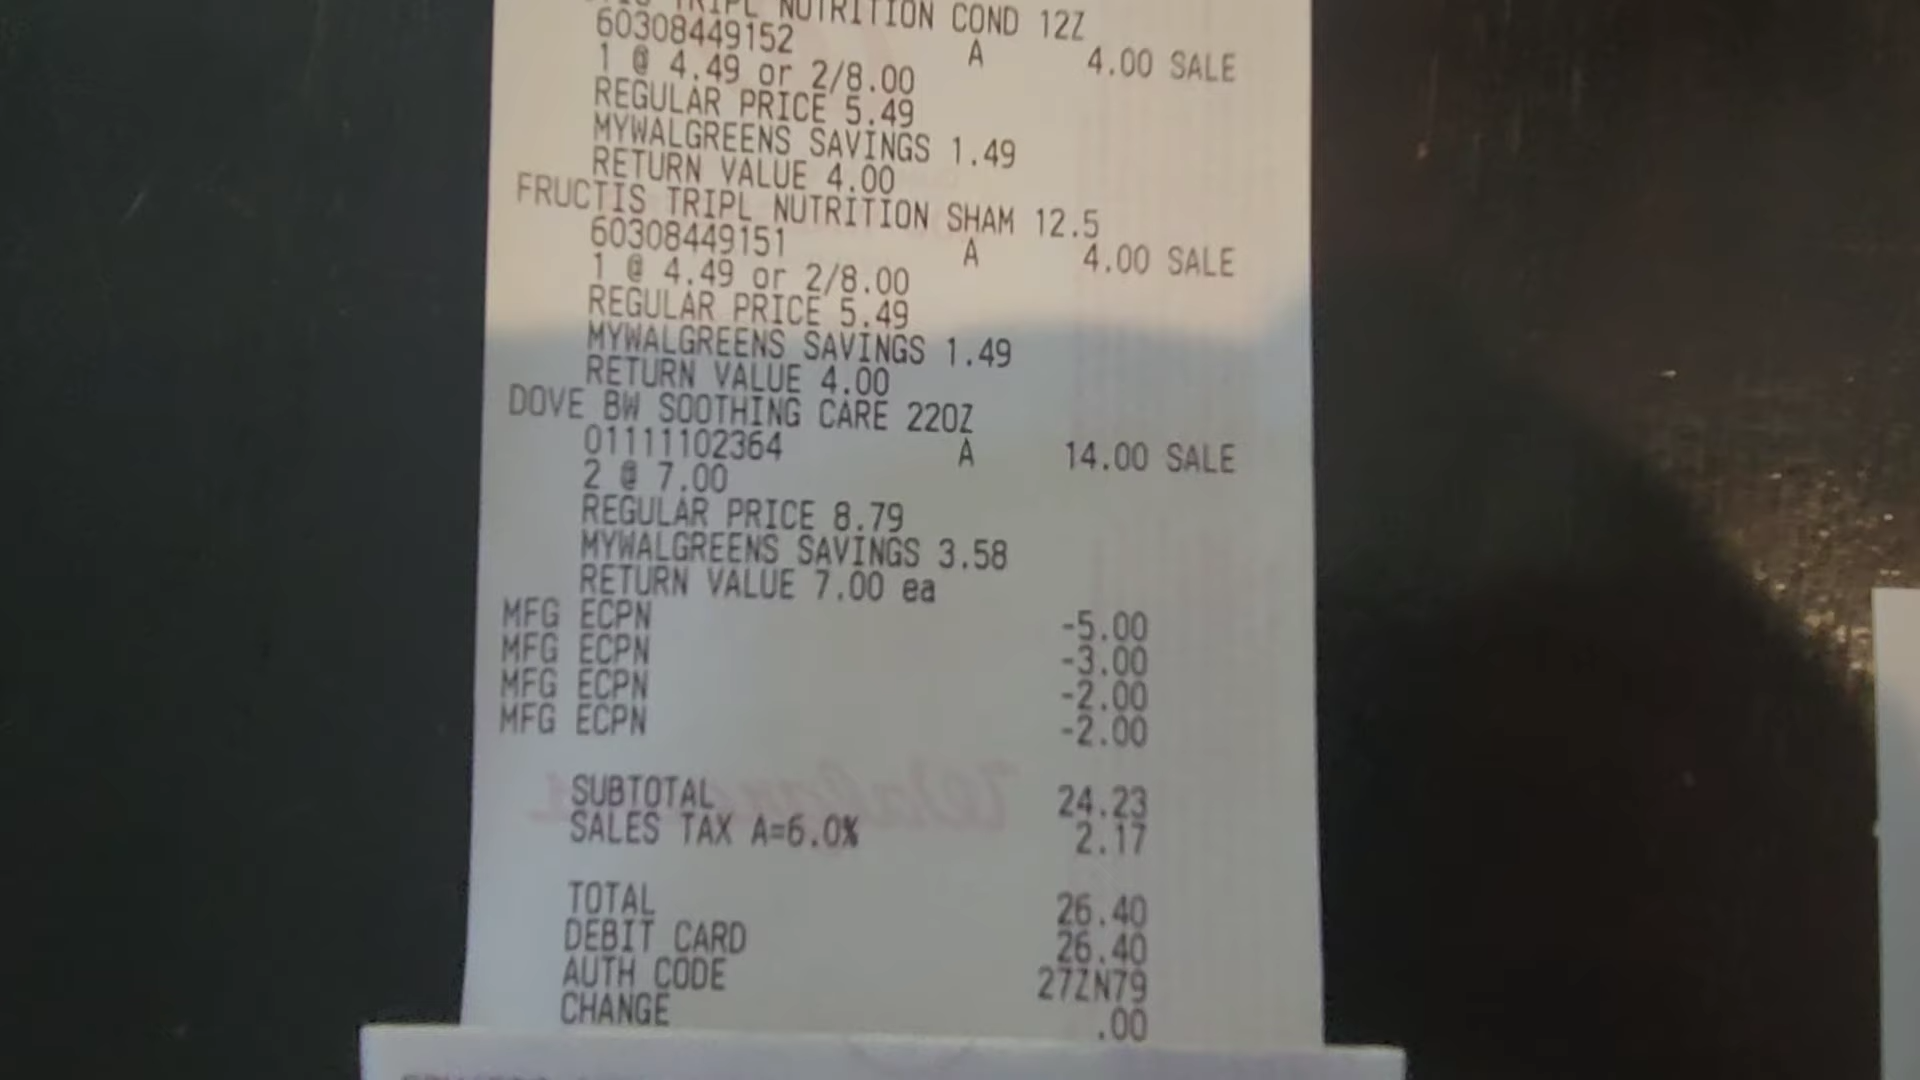 TRIPL NUTRITION COND 12Z
60308449152 A 4.00 SALE
1 @ 4.49 or 2/8.00
REGULAR PRICE 5.49
MYWALGREENS SAVINGS 1.49
RETURN VALUE 4.00
FRUCTIS TRIPL NUTRITION SHAM 12.5
60308449151 A 4.00 SALE
1 @ 4.49 or 2/8.00
REGULAR PRICE 5.49
MYWALGREENS SAVINGS 1.49
RETURN VALUE 4.00
DOVE BW SOOTHING CARE 22OZ
01111102364 A 14.00 SALE
2 @ 7.00
REGULAR PRICE 8.79
MYWALGREENS SAVINGS 3.58
RETURN VALUE 7.00 ea
MFG ECPN -5.00
MFG ECPN -3.00
MFG ECPN -2.00
MFG ECPN -2.00
SUBTOTAL 24.23
SALES TAX A=6.0% 2.17
TOTAL 26.40
DEBIT CARD 26.40
AUTH CODE 27ZN79
CHANGE .00